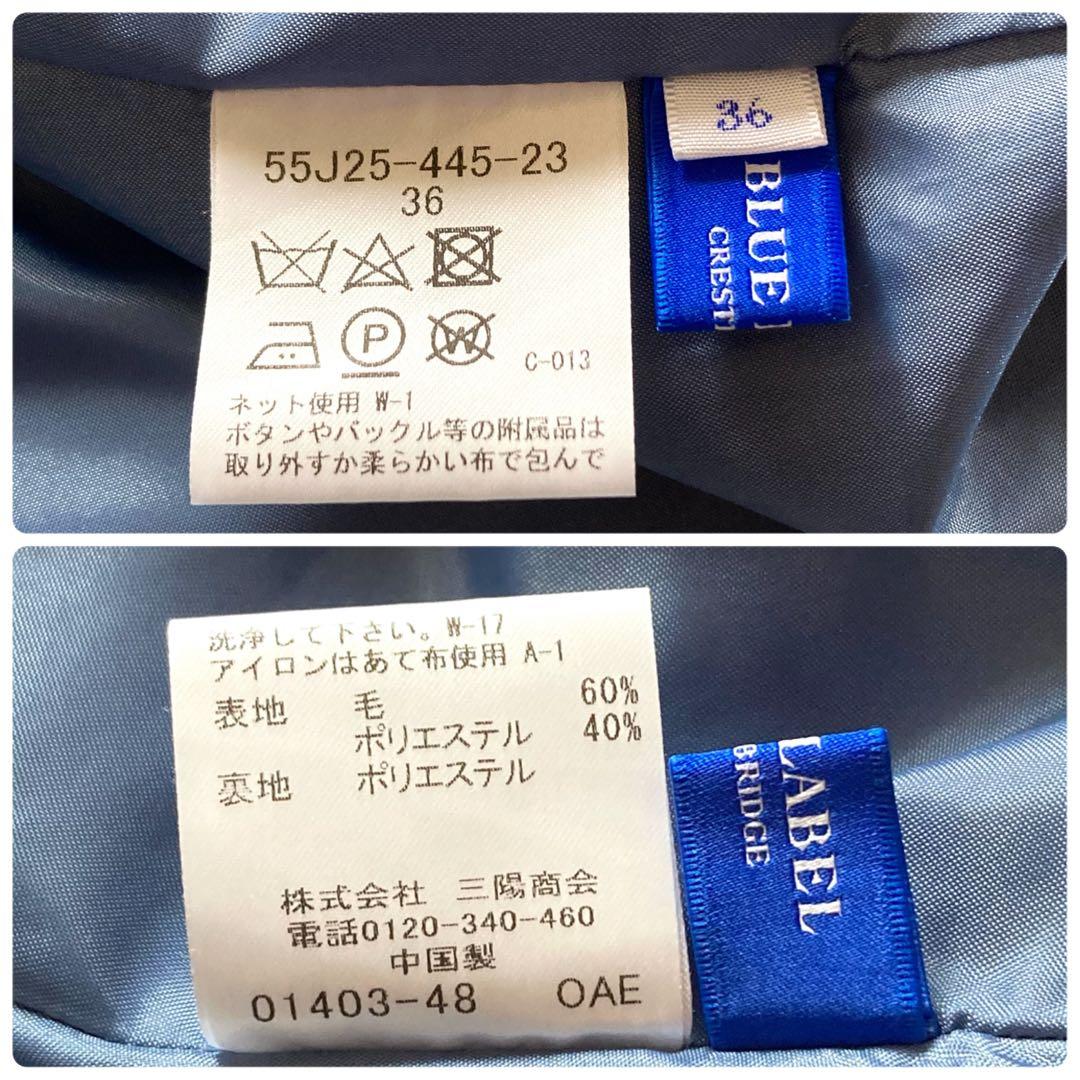 55J25-445-23
36
P
W
C-013
ネット使用 W-1
ボタンやバックル等の附属品は
取り外すか柔らかい布で包んで
36
BLUE
CREST
洗浄して下さい。W-17
アイロンはあて布使用 A-1
表地 毛 60%
ポリエステル 40%
裏地 ポリエステル
株式会社 三陽商会
電話0120-340-460
中国製
01403-48 OAE
LABEL
BRIDGE